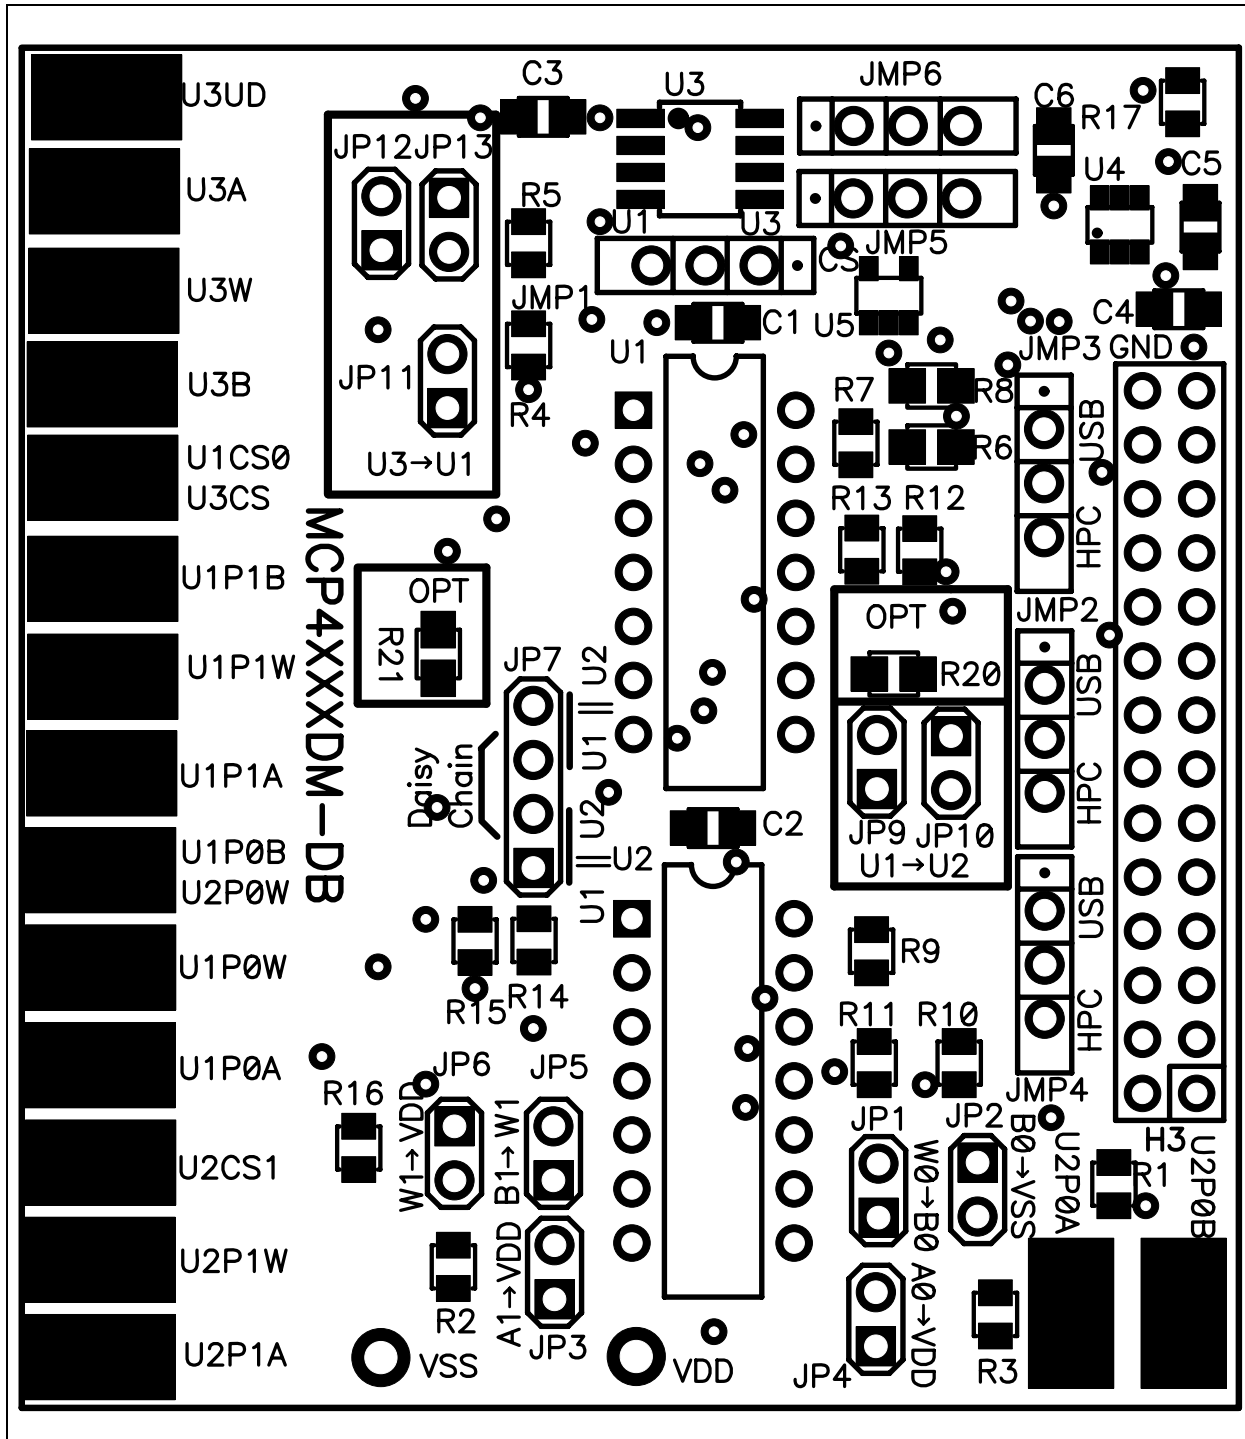 U3UD
C3
U3
JMP6
C6
R17
JP12
JP13
U3A
R5
U1
U3
CS
JMP5
U4
C5
U3W
JMP1
C1
U5
C4
U1
JMP3
GND
U3B
JP11
R4
R7
R8
USB
U1CS0
U3CS
U3→U1
R6
R13
R12
HPC
MCP4XXXDM-DB
U1P1B
OPT
R21
OPT
JMP2
U1P1W
JP7
U2
=
U1
R20
USB
U1P1A
Daisy
Chain
U2
=
U1
HPC
C2
JP9
JP10
U1→U2
U1P0B
U2P0W
U2
USB
U1P0W
R15
R14
R9
HPC
U1P0A
R16
JP6
JP5
R11
R10
JMP4
W1→VDD
B1→W1
JP1
JP2
H3
U2CS1
W0→B0
B0→VSS
U2P0A
R1
U2P0B
U2P1W
R2
A1→VDD
JP3
A0→VDD
JP4
R3
U2P1A
VSS
VDD